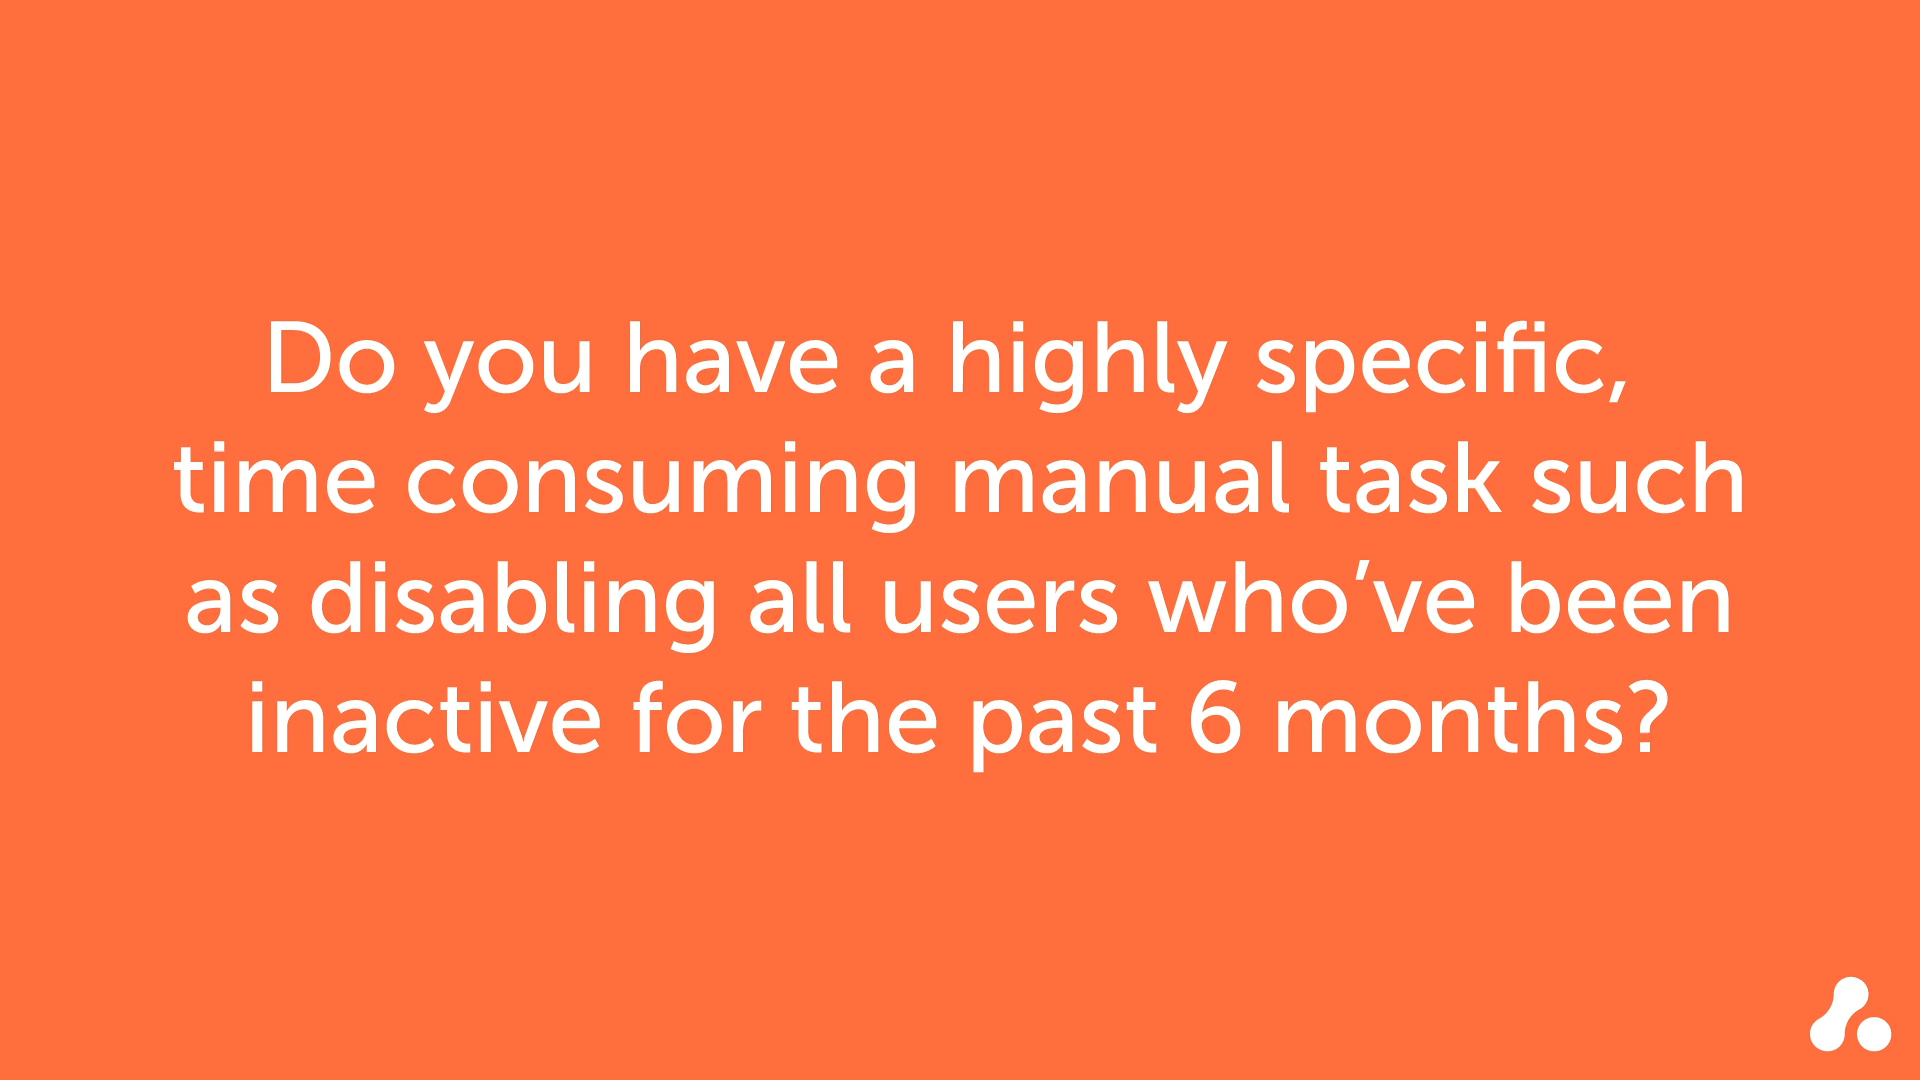 Do you have a highly specific,
time consuming manual task such
as disabling all users who’ve been
inactive for the past 6 months?